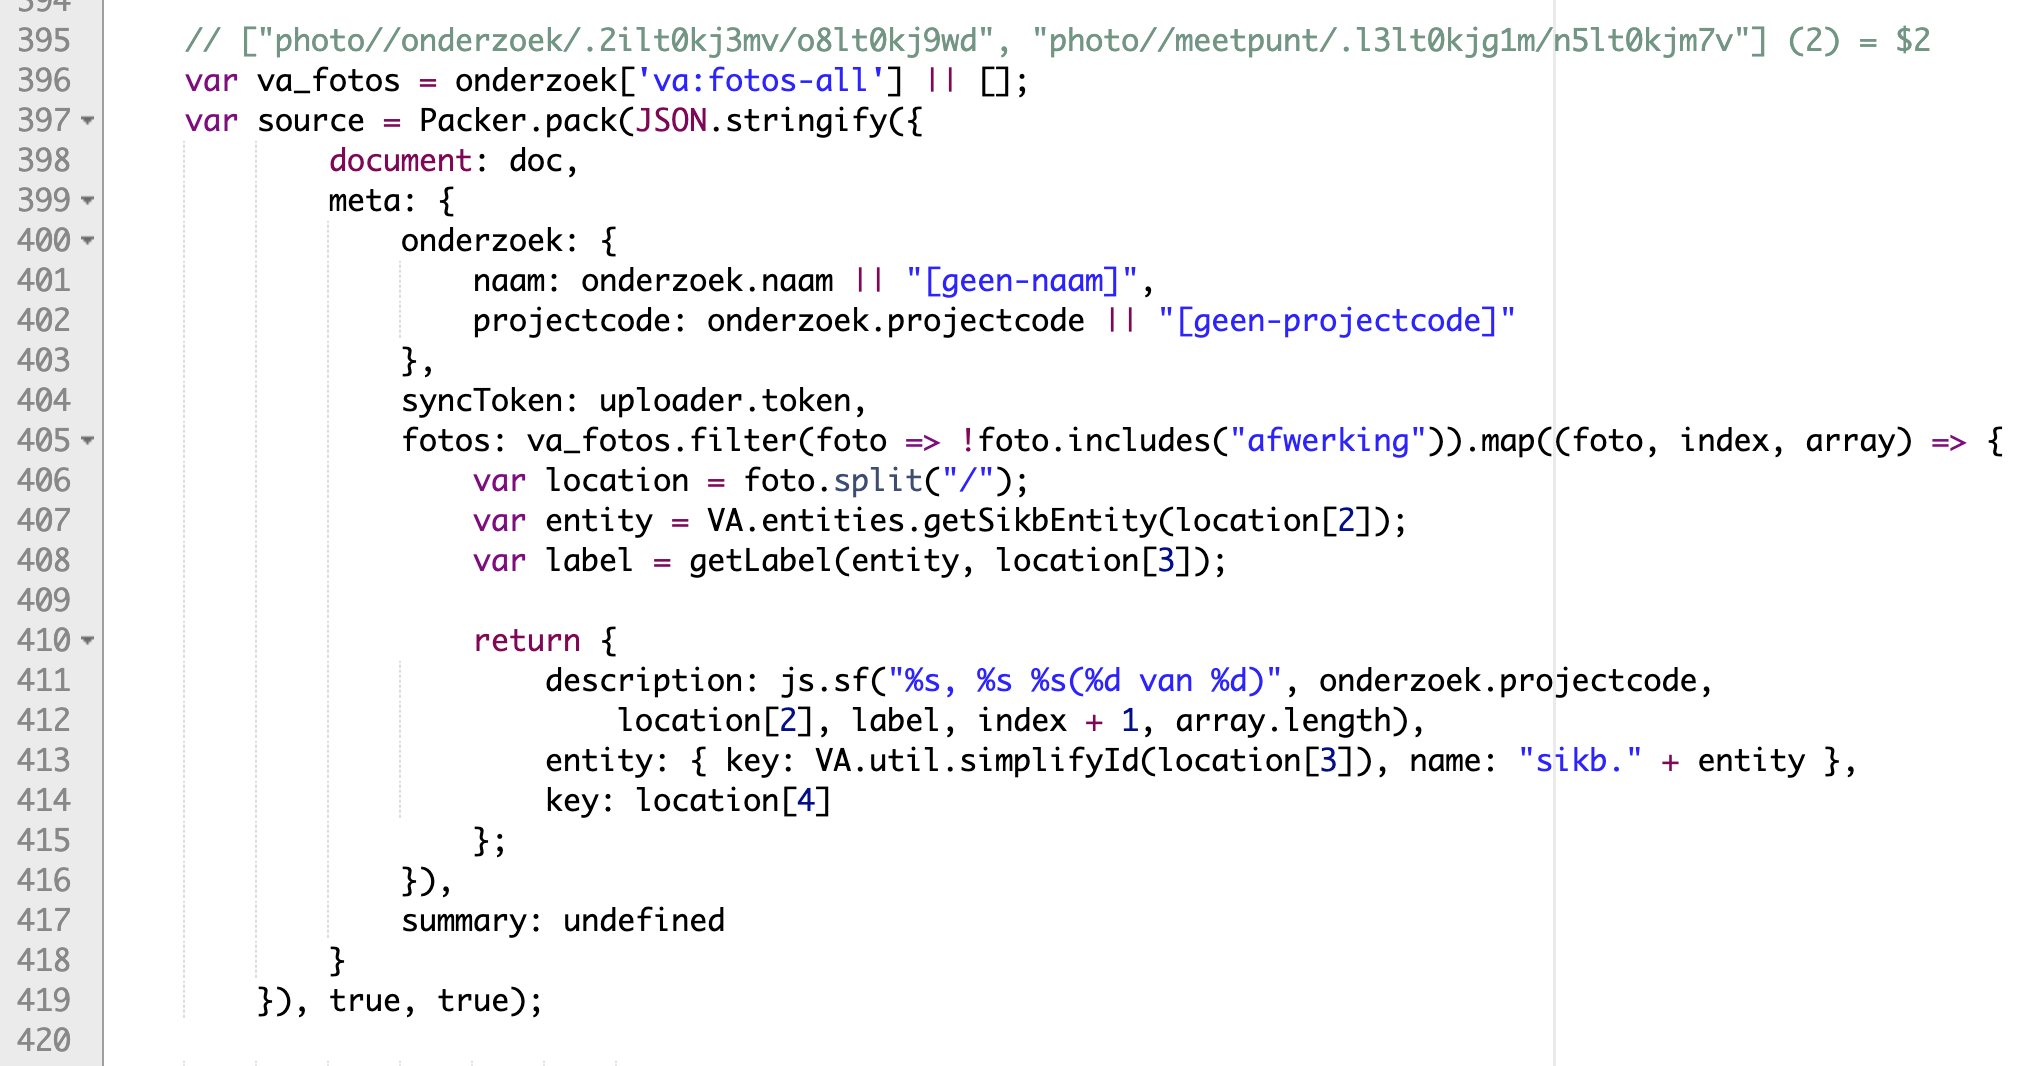 394
395 // ["photo//onderzoek/.2ilt0kj3mv/o8lt0kj9wd", "photo//meetpunt/.l3lt0kjg1m/n5lt0kjm7v"] (2) = $2
396 var va_fotos = onderzoek['va:fotos-all'] || [];
397 var source = Packer.pack(JSON.stringify({
398 document: doc,
399 meta: {
400 onderzoek: {
401 naam: onderzoek.naam || "[geen-naam]",
402 projectcode: onderzoek.projectcode || "[geen-projectcode]"
403 },
404 syncToken: uploader.token,
405 fotos: va_fotos.filter(foto => !foto.includes("afwerking")).map((foto, index, array) => {
406 var location = foto.split("/");
407 var entity = VA.entities.getSikbEntity(location[2]);
408 var label = getLabel(entity, location[3]);
409
410 return {
411 description: js.sf("%s, %s %s(%d van %d)", onderzoek.projectcode,
412 location[2], label, index + 1, array.length),
413 entity: { key: VA.util.simplifyId(location[3]), name: "sikb." + entity },
414 key: location[4]
415 };
416 }),
417 summary: undefined
418 }
419 }), true, true);
420